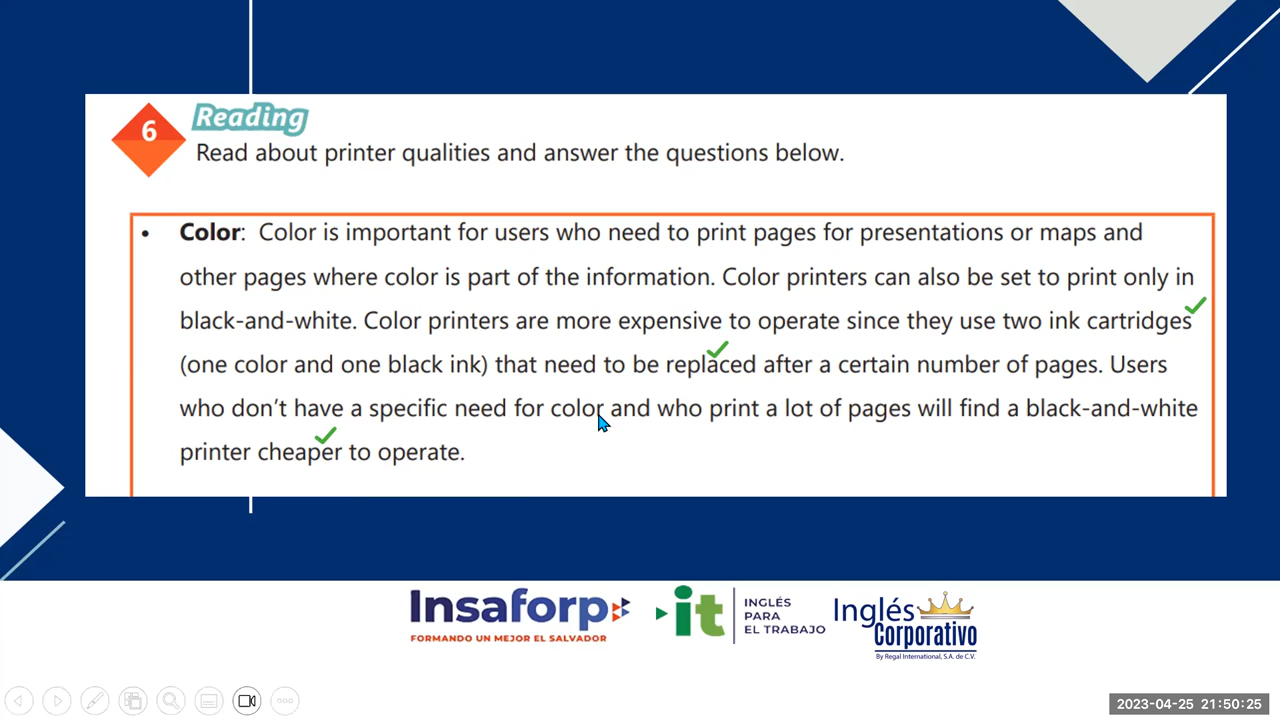 6
Reading
Read about printer qualities and answer the questions below.
• Color: Color is important for users who need to print pages for presentations or maps and
other pages where color is part of the information. Color printers can also be set to print only in
black-and-white. Color printers are more expensive to operate since they use two ink cartridges
(one color and one black ink) that need to be replaced after a certain number of pages. Users
who don't have a specific need for color and who print a lot of pages will find a black-and-white
printer cheaper to operate.
Insaforp
FORMANDO UN MEJOR EL SALVADOR
it
INGLÉS
PARA
EL TRABAJO
Inglés
Corporativo
By Regal International, S.A. de C.V.
2023-04-25 21:50:25